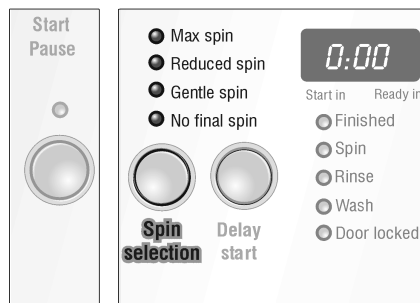 Start
Pause
Max spin
Reduced spin
Gentle spin
No final spin
Spin
selection
Delay
start
0:00
Start in
Ready in
Finished
Spin
Rinse
Wash
Door locked